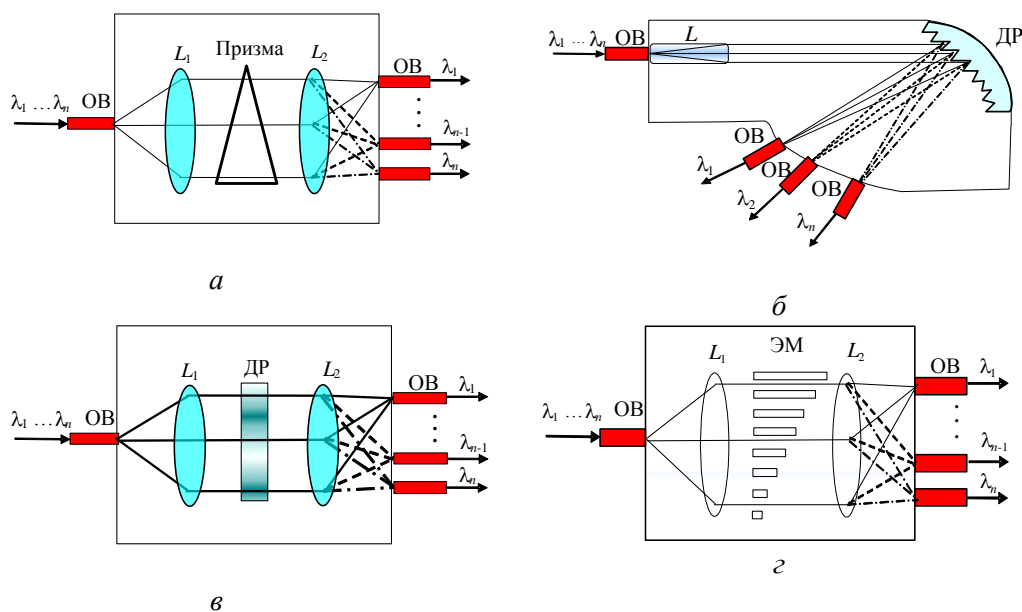 Призма
L₁
L₂
ОВ
λ₁
λ₁ …λₙ
ОВ
λₙ₋₁
λₙ
а
λ₁ … λₙ
ОВ
L
ДР
ОВ
ОВ
ОВ
λ₁
λ₂
λₙ
б
L₁
ДР
L₂
ОВ
λ₁
λ₁ …λₙ
ОВ
λₙ₋₁
λₙ
в
ЭМ
L₁
L₂
ОВ
λ₁
λ₁ …λₙ
ОВ
λₙ₋₁
λₙ
г